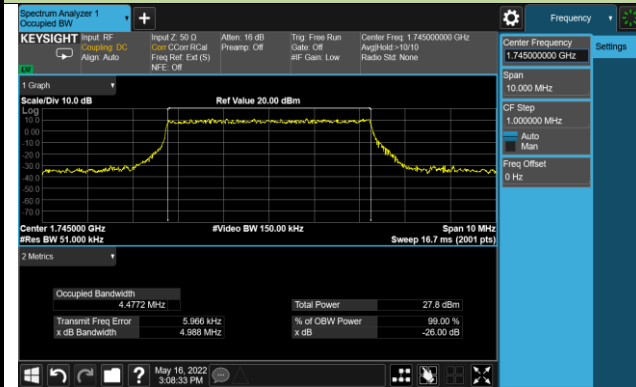 Spectrum Analyzer 1
Occupied BW
Frequency
KEYSIGHT
Input: RF
Coupling: DC
Align: Auto
Input Z: 50 Ω
Corr CCorr RCal
Freq Ref: Ext (S)
NFE: Off
Atten: 16 dB
Preamp: Off
Trig: Free Run
Gate: Off
#IF Gain: Low
Center Freq: 1.745000000 GHz
Avg|Hold:>10/10
Radio Std: None
Center Frequency
1.745000000 GHz
Settings
Span
10.000 MHz
CF Step
1.000000 MHz
Auto
Man
Freq Offset
0 Hz
1 Graph
Scale/Div 10.0 dB
Ref Value 20.00 dBm
Log
10.0
0.00
-10.0
-20.0
-30.0
-40.0
-50.0
-60.0
-70.0
Center 1.745000 GHz
#Video BW 150.00 kHz
Span 10 MHz
#Res BW 51.000 kHz
Sweep 16.7 ms (2001 pts)
2 Metrics
Occupied Bandwidth
4.4772 MHz
Total Power 27.8 dBm
Transmit Freq Error 5.966 kHz
% of OBW Power 99.00 %
x dB Bandwidth 4.988 MHz
x dB -26.00 dB
May 16, 2022
3:08:33 PM